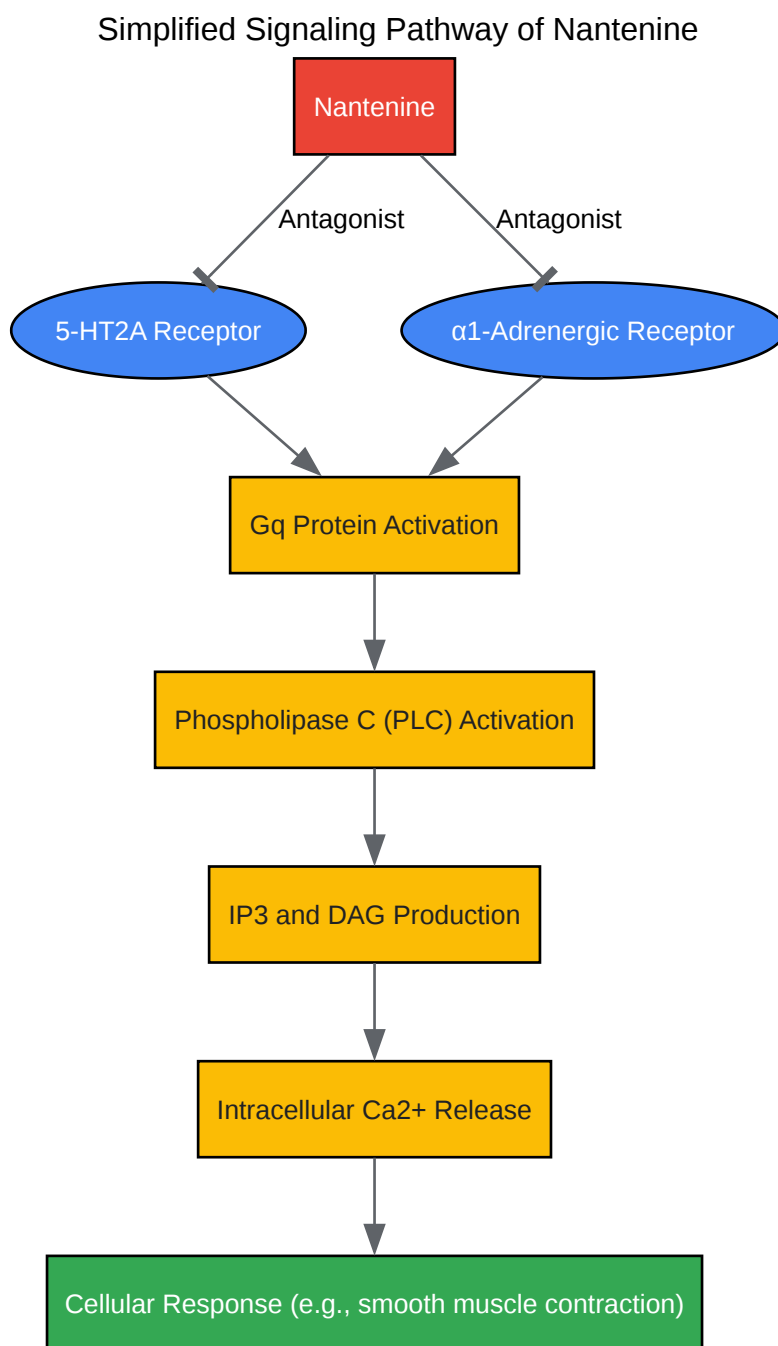 Simplified Signaling Pathway of Nantenine
Nantenine
Antagonist
Antagonist
5-HT2A Receptor
α1-Adrenergic Receptor
Gq Protein Activation
Phospholipase C (PLC) Activation
IP3 and DAG Production
Intracellular Ca2+ Release
Cellular Response (e.g., smooth muscle contraction)